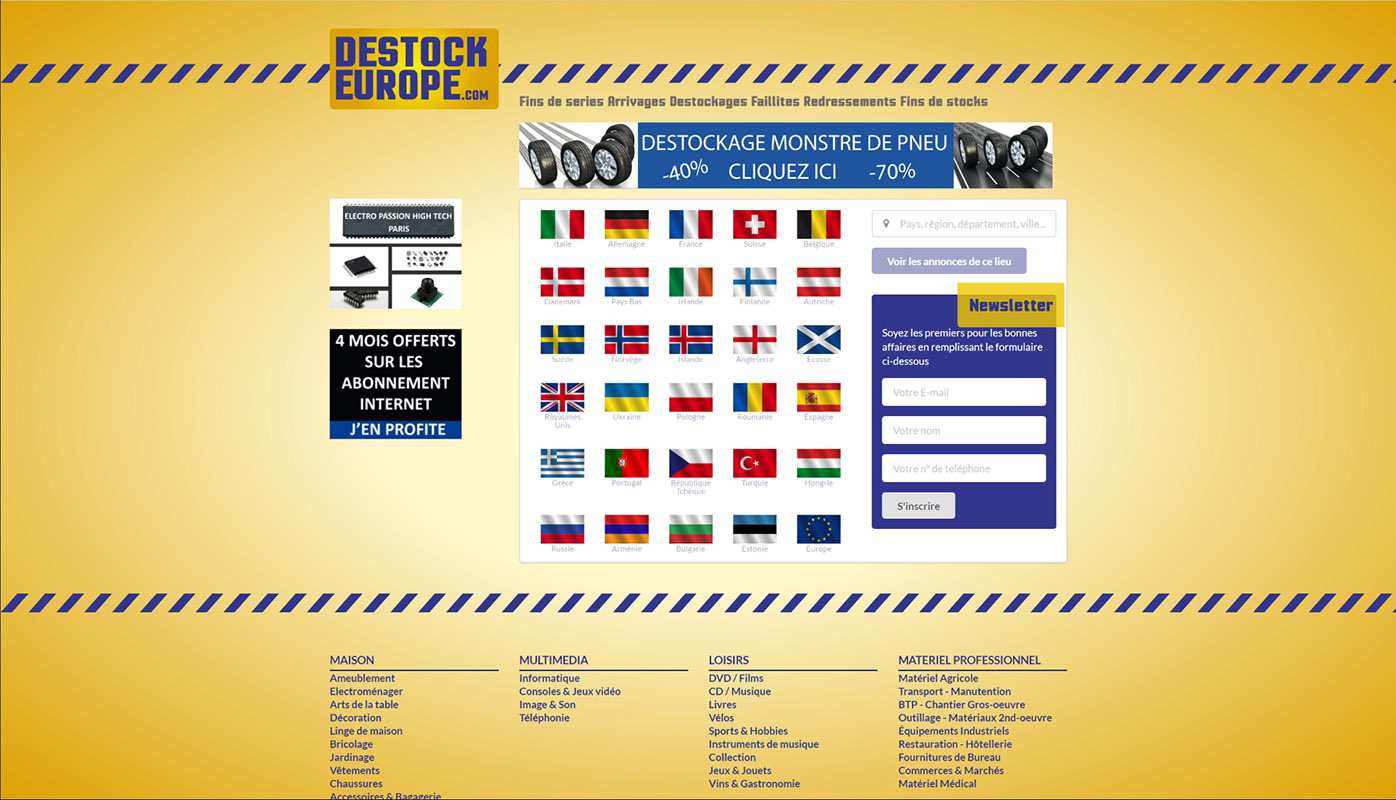 DESTOCK
EUROPE.COM
Fins de series Arrivages Destockages Faillites Redressements Fins de stocks
DESTOCKAGE MONSTRE DE PNEU
-40% CLIQUEZ ICI -70%
ELECTRO PASSION HIGH TECH
PARIS
4 MOIS OFFERTS
SUR LES
ABONNEMENT
INTERNET
J'EN PROFITE
Italie Allemagne France Suisse Belgique
Danemark Pays Bas Irlande Finlande Autriche
Suède Norvège Islande Angleterre Ecosse
Royaumes
Unis
Ukraine Pologne Roumanie Espagne
Grèce Portugal République
Tchèque
Turquie Hongrie
Russie Arménie Bulgarie Estonie Europe
Pays, région, département, ville ..
Voir les annonces de ce lieu
Newsletter
Soyez les premiers pour les bonnes
affaires en remplissant le formulaire
ci-dessous
Votre E-mail
Votre nom
Votre n° de téléphone
S'inscrire
MAISON
Ameublement
Electroménager
Arts de la table
Décoration
Linge de maison
Bricolage
Jardinage
Vêtements
Chaussures
Accessoires & Bagagerie
MULTIMEDIA
Informatique
Consoles & Jeux vidéo
Image & Son
Téléphonie
LOISIRS
DVD / Films
CD / Musique
Livres
Vélos
Sports & Hobbies
Instruments de musique
Collection
Jeux & Jouets
Vins & Gastronomie
MATERIEL PROFESSIONNEL
Matériel Agricole
Transport - Manutention
BTP - Chantier Gros-oeuvre
Outillage - Matériaux 2nd-oeuvre
Équipements Industriels
Restauration - Hôtellerie
Fournitures de Bureau
Commerces & Marchés
Matériel Médical